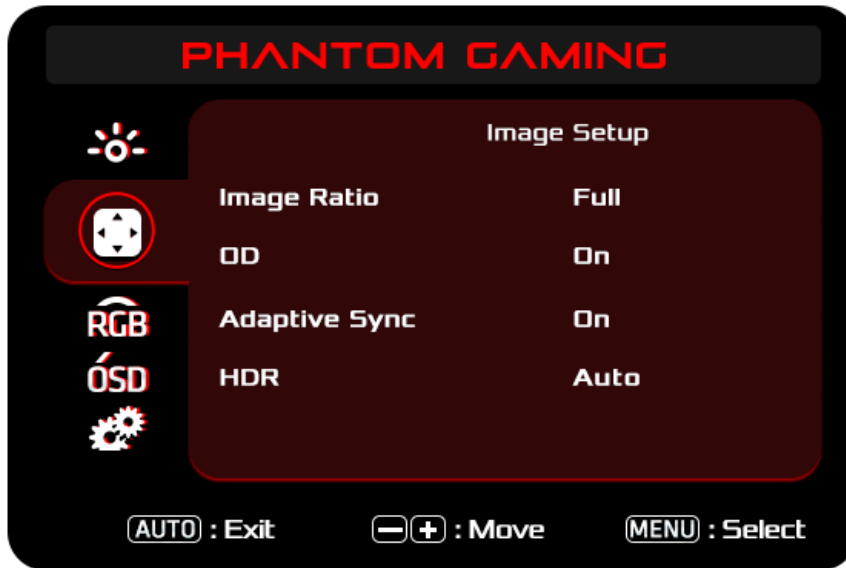 PHANTOM GAMING
Image Setup
Image Ratio Full
OD On
RGB
Adaptive Sync On
OSD
HDR Auto
AUTO : Exit - + : Move MENU : Select